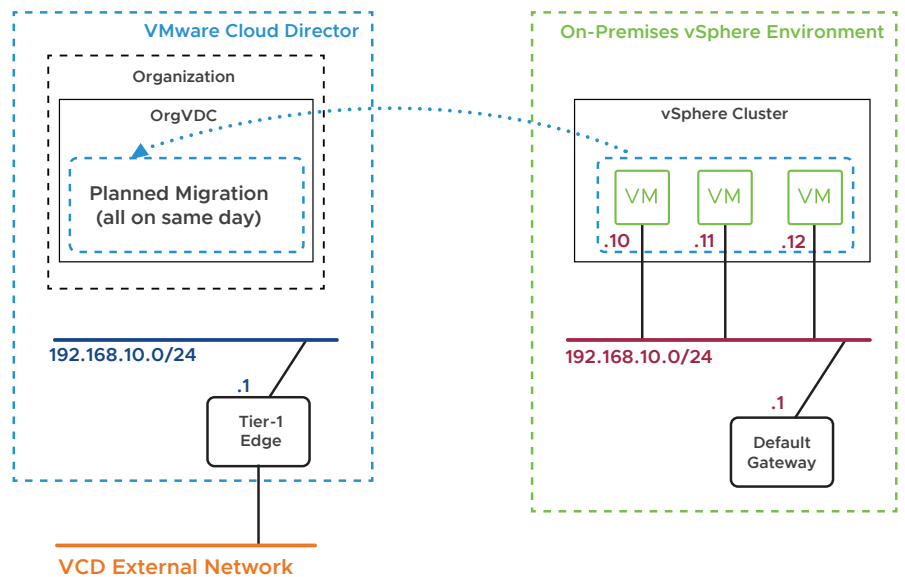 VMware Cloud Director
Organization
OrgVDC
Planned Migration
(all on same day)
192.168.10.0/24
.1
Tier-1
Edge
VCD External Network
On-Premises vSphere Environment
vSphere Cluster
VM
VM
VM
.10
.11
.12
192.168.10.0/24
.1
Default
Gateway